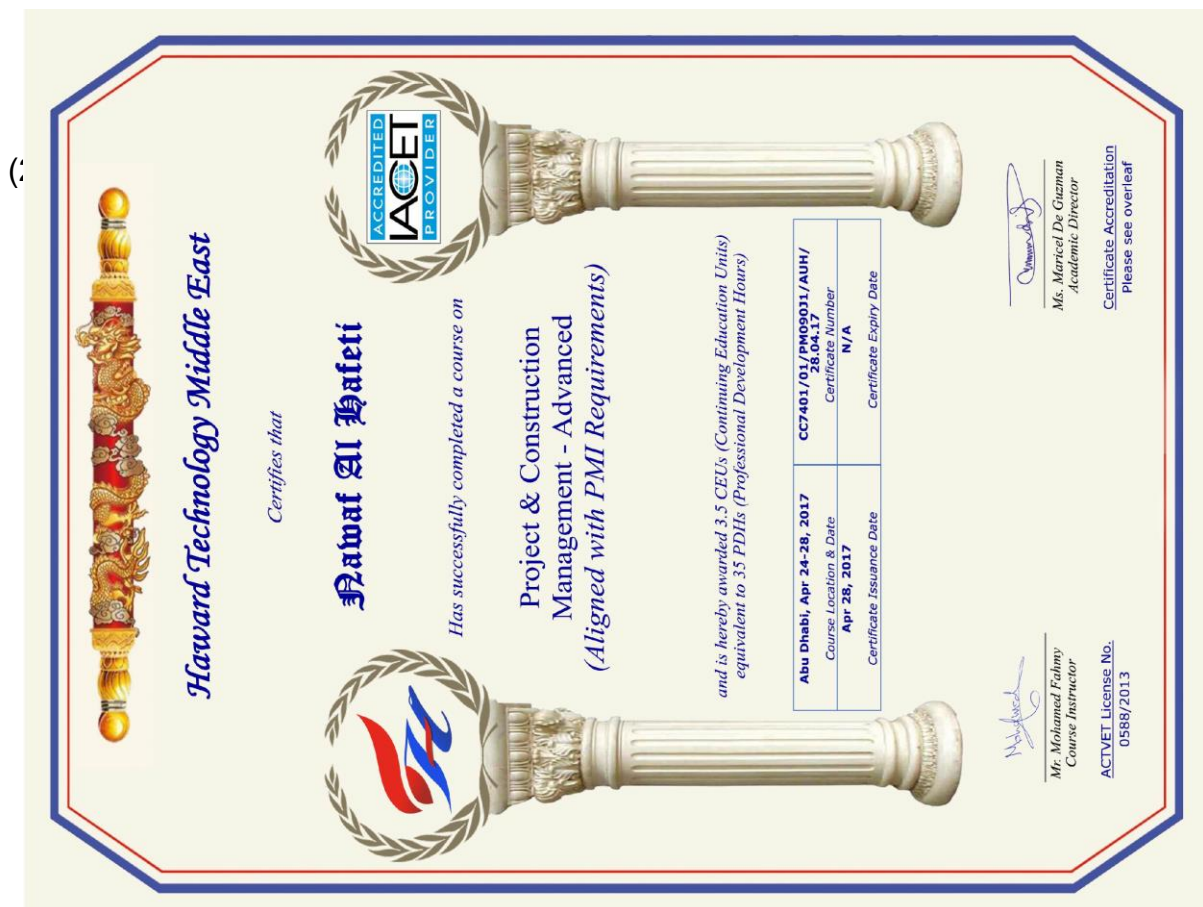 (2
Haward Technology Middle East
Certifies that
Nawaf Al Hafeti
Has successfully completed a course on
ACCREDITED
IACET
PROVIDER
Project & Construction
Management - Advanced
(Aligned with PMI Requirements)
and is hereby awarded 3.5 CEUs (Continuing Education Units)
equivalent to 35 PDHs (Professional Development Hours)
Abu Dhabi, Apr 24-28, 2017
Course Location & Date
CC7401/01/PM09031/AUH/
28.04.17
Certificate Number
Apr 28, 2017
Certificate Issuance Date
N/A
Certificate Expiry Date
Mr. Mohamed Fahmy
Course Instructor
Ms. Maricel De Guzman
Academic Director
ACTVET License No.
0588/2013
Certificate Accreditation
Please see overleaf